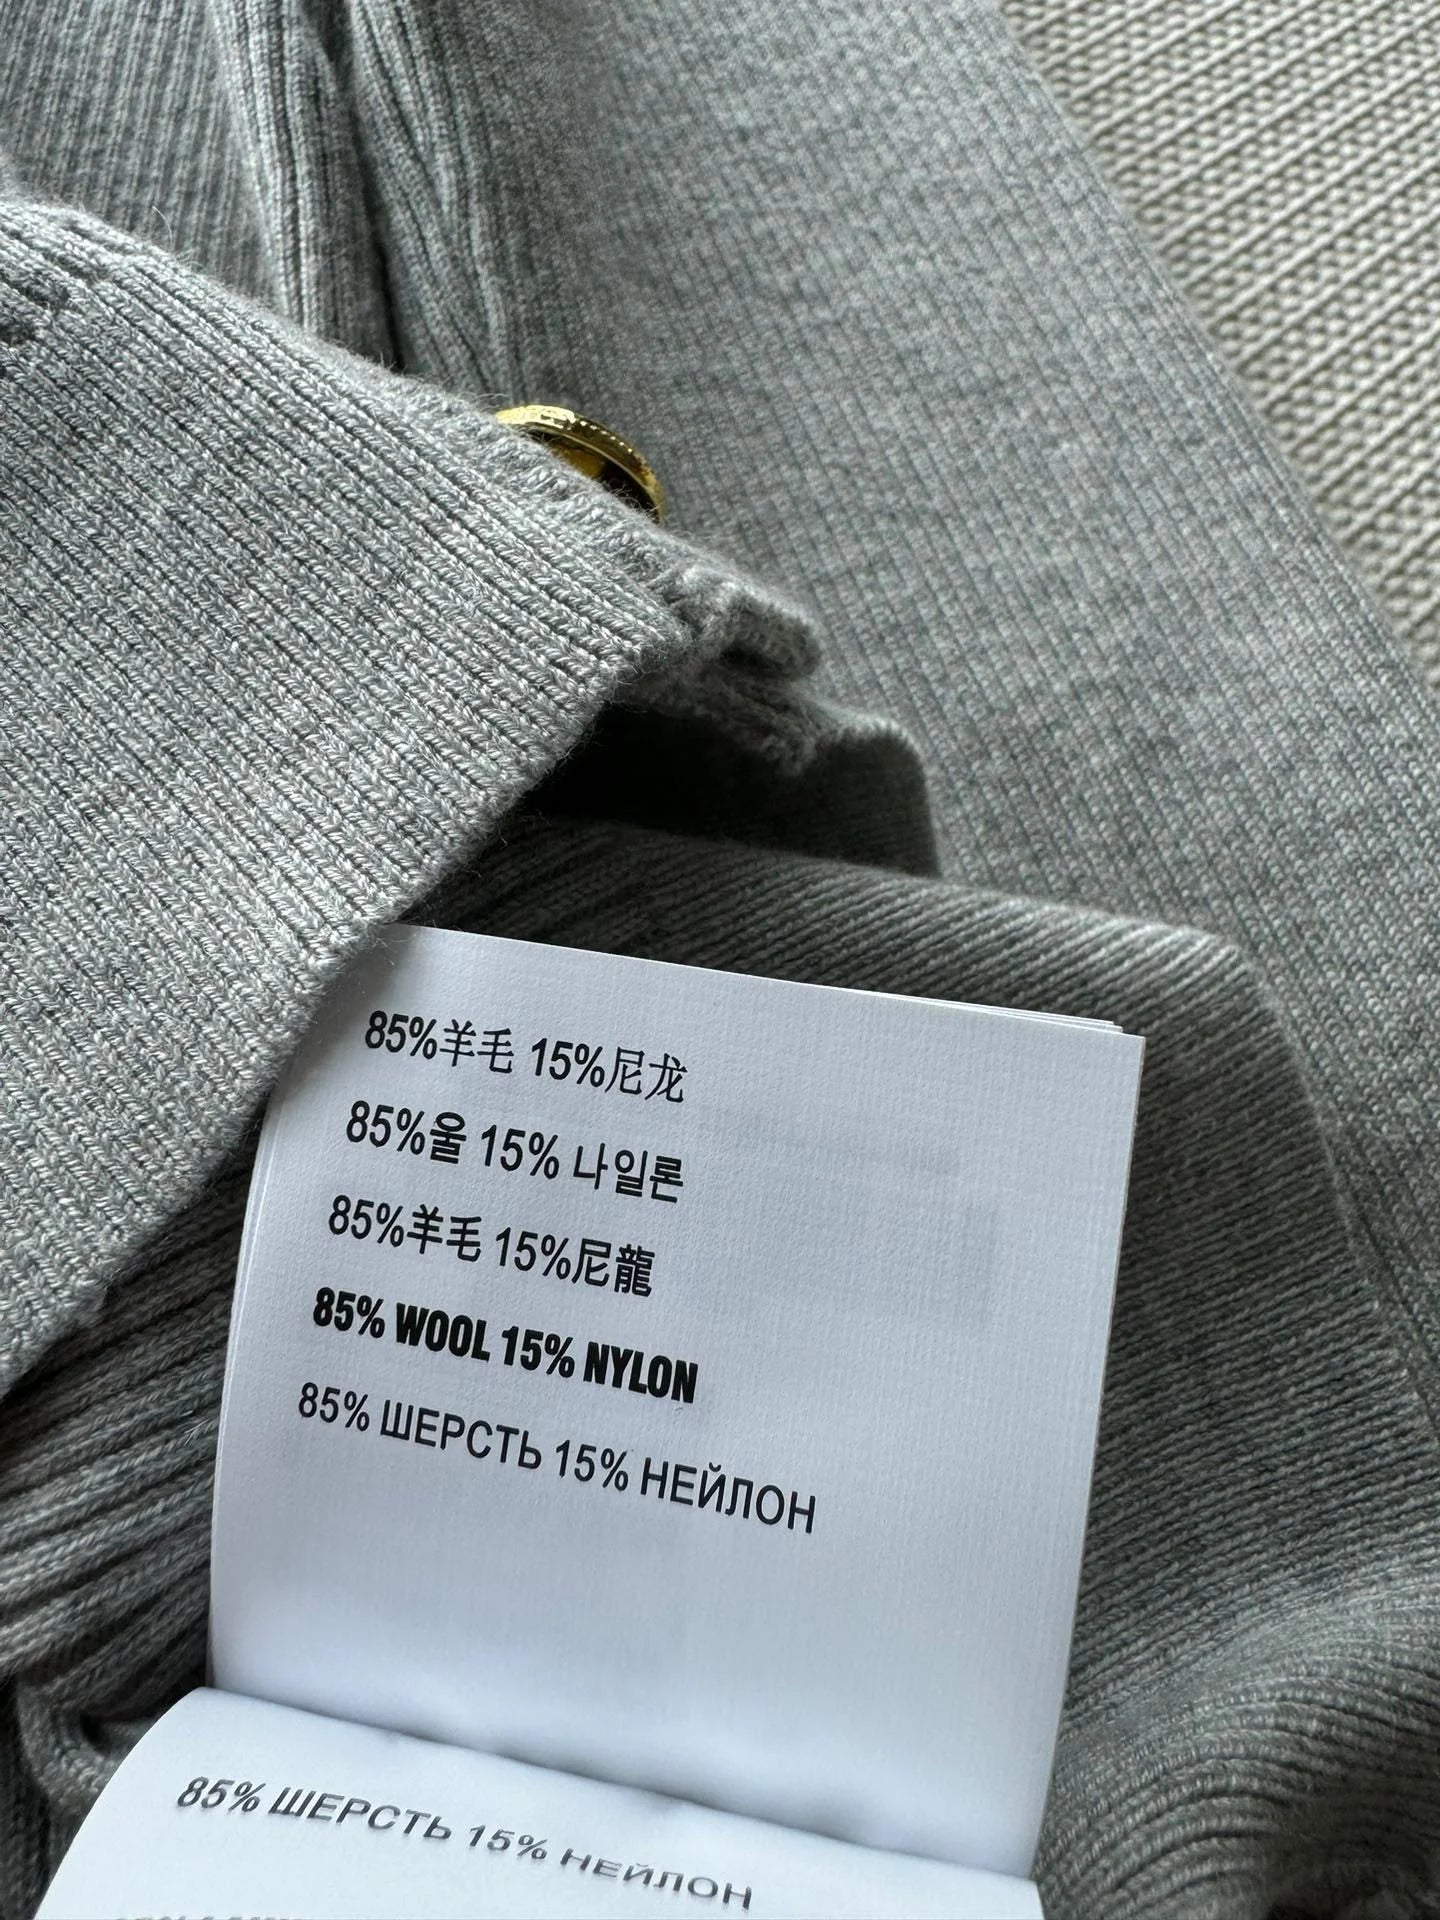 85%羊毛 15%尼龙
85%울 15% 나일론
85%羊毛 15%尼龍
85% WOOL 15% NYLON
85% ШЕРСТЬ 15% НЕЙЛОН
85% ШЕРСТЬ 15% НЕЙЛОН